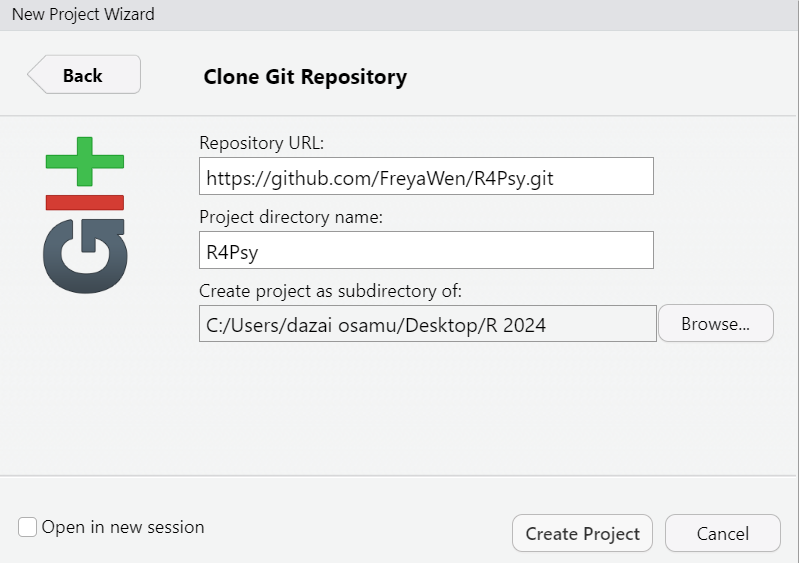 New Project Wizard
Back
Clone Git Repository
Repository URL:
https://github.com/FreyaWen/R4Psy.git
Project directory name:
R4Psy
Create project as subdirectory of:
C:/Users/dazai osamu/Desktop/R 2024
Browse...
GIt
Open in new session
Create Project
Cancel